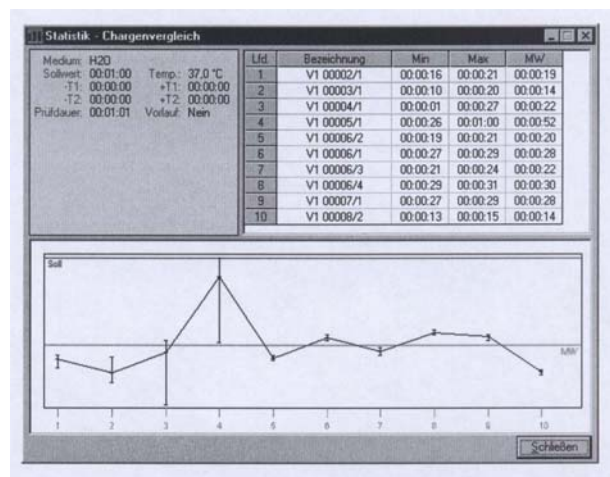 Statistik - Chargenvergleich
Medium: H2O
Sollwert: 00:01:00 Temp.: 37,0 °C
-T1: 00:00:00 +T1: 00:00:00
-T2: 00:00:00 +T2: 00:00:00
Prüfdauer: 00:01:01 Vorlauf: Nein
Lfd. Bezeichnung Min Max MW
1 V1 00002/1 00:00:16 00:00:21 00:00:19
2 V1 00003/1 00:00:10 00:00:20 00:00:14
3 V1 00004/1 00:00:01 00:00:27 00:00:22
4 V1 00005/1 00:00:26 00:01:00 00:00:52
5 V1 00006/2 00:00:19 00:00:21 00:00:20
6 V1 00006/1 00:00:27 00:00:29 00:00:28
7 V1 00006/3 00:00:21 00:00:24 00:00:22
8 V1 00006/4 00:00:29 00:00:31 00:00:30
9 V1 00007/1 00:00:27 00:00:29 00:00:28
10 V1 00008/2 00:00:13 00:00:15 00:00:14
Soll
MW
1 2 3 4 5 6 7 8 9 10
Schließen